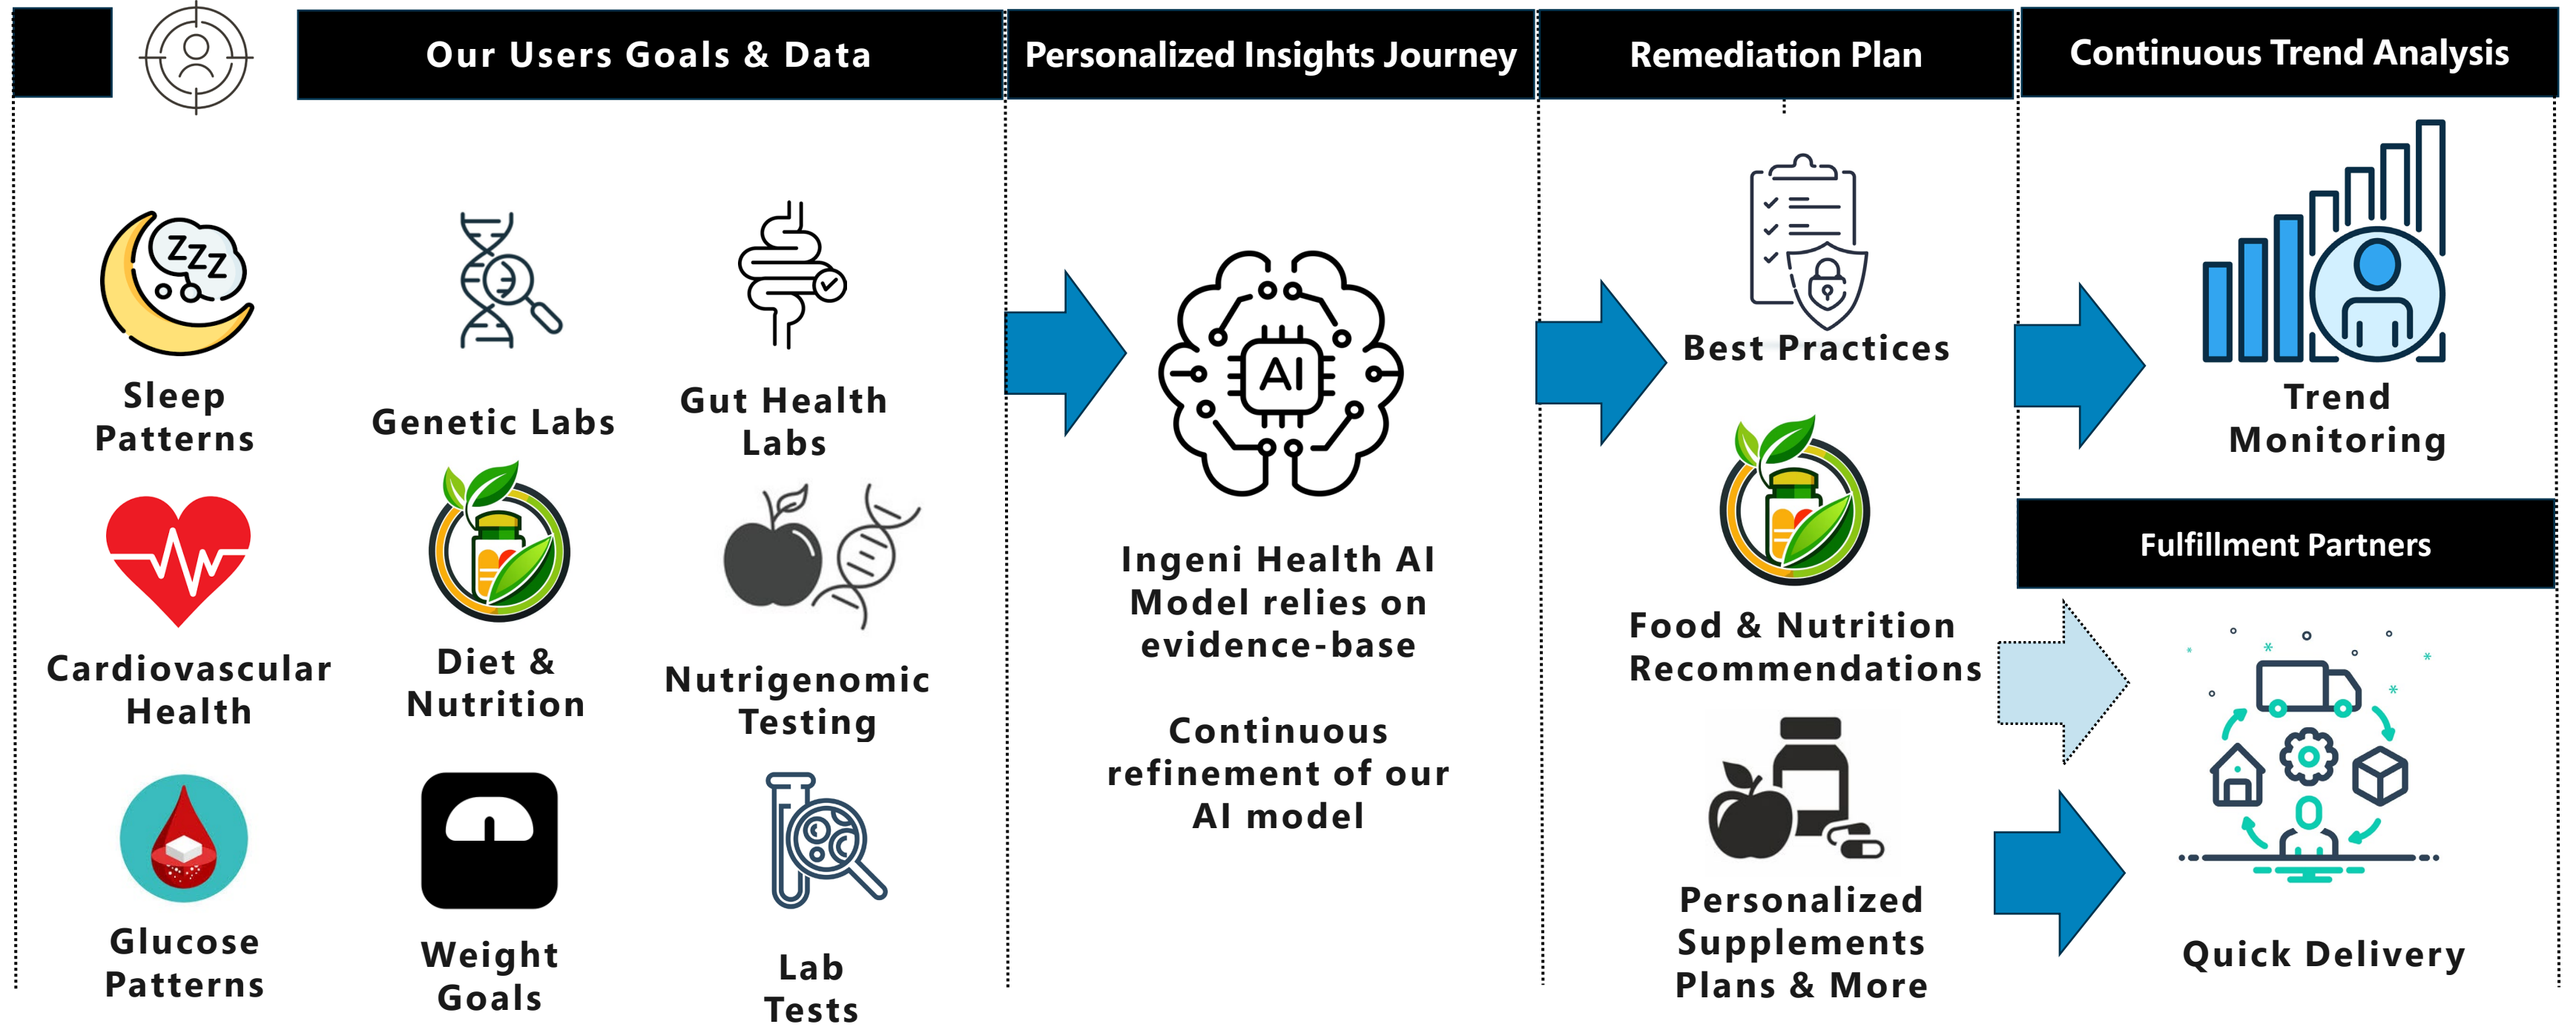 Our Users Goals & Data
Personalized Insights Journey
Remediation Plan
Continuous Trend Analysis
ZZZ
Sleep
Patterns
Genetic Labs
Gut Health
Labs
Cardiovascular
Health
Diet &
Nutrition
Nutrigenomic
Testing
Glucose
Patterns
Weight
Goals
Lab
Tests
AI
Ingeni Health AI
Model relies on
evidence-base
Continuous
refinement of our
AI model
Best Practices
Food & Nutrition
Recommendations
Personalized
Supplements
Plans & More
Trend
Monitoring
Fulfillment Partners
Quick Delivery